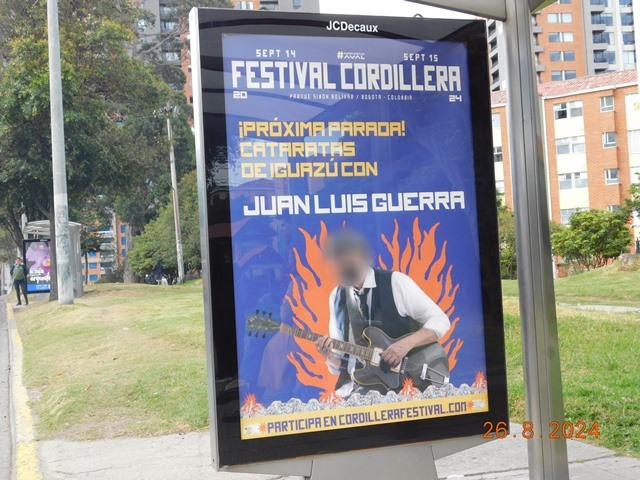 JCDecaux
SEPT 14
SEPT 15
FESTIVAL CORDILLERA
20 PARQUE SIMÓN BOLÍVAR / BOGOTÁ - COLOMBIA 24
¡PRÓXIMA PARADA!
CATARATAS
DE IGUAZÚ CON
JUAN LUIS GUERRA
PARTICIPA EN CORDILLERAFESTIVAL.COM
26.8.2024